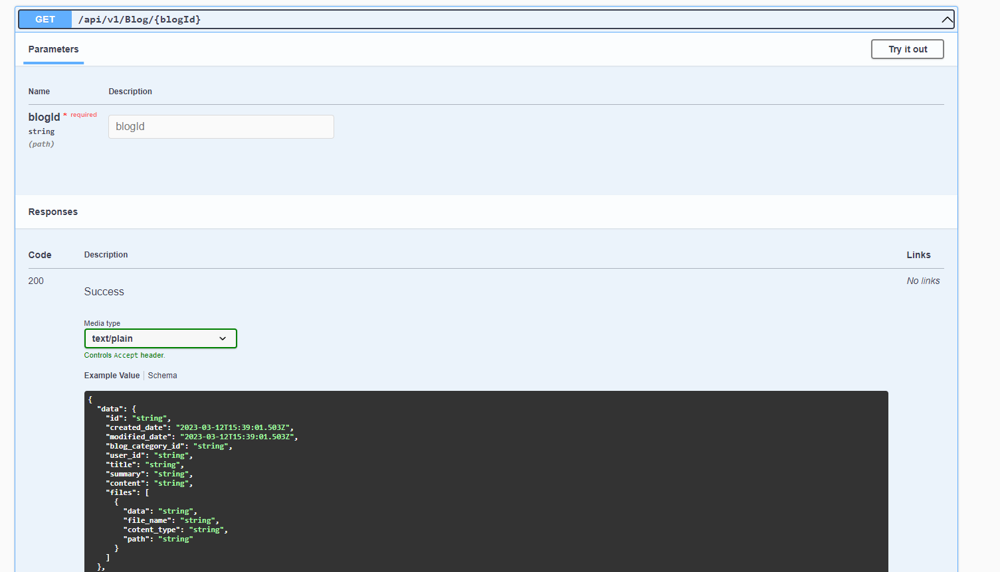 GET /api/v1/Blog/{blogId}
Parameters Try it out
Name Description
blogId * required
string
(path)
blogId
Responses
Code Description Links
200 No links
Success
Media type
text/plain
Controls Accept header.
Example Value Schema
{
  "data": {
    "id": "string",
    "created_date": "2023-03-12T15:39:01.503Z",
    "modified_date": "2023-03-12T15:39:01.503Z",
    "blog_category_id": "string",
    "user_id": "string",
    "title": "string",
    "summary": "string",
    "content": "string",
    "files": [
      {
        "data": "string",
        "file_name": "string",
        "cotent_type": "string",
        "path": "string"
      }
    ]
  },